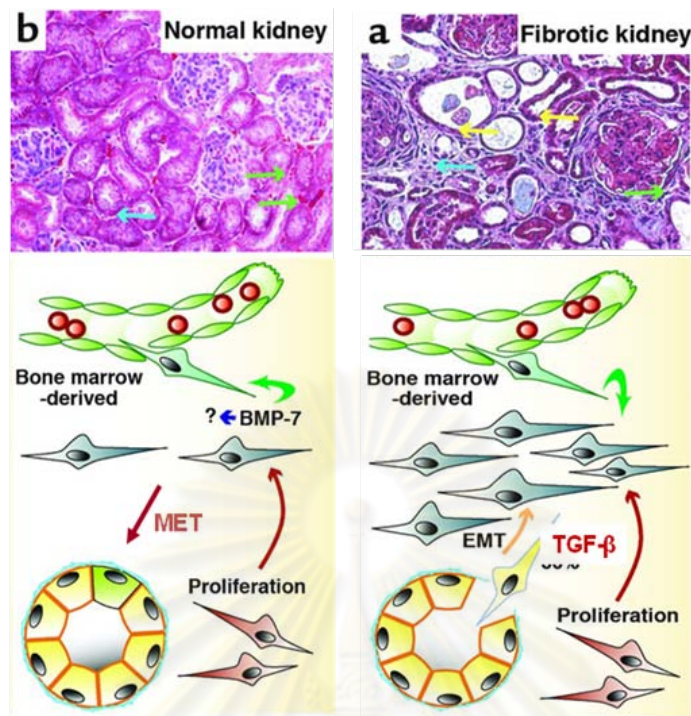 b
Normal kidney
Bone marrow
-derived
? BMP-7
MET
Proliferation
a
Fibrotic kidney
Bone marrow
-derived
EMT
TGF-β
Proliferation